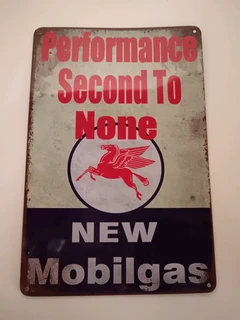 Performance
Second To
None
NEW
Mobilgas